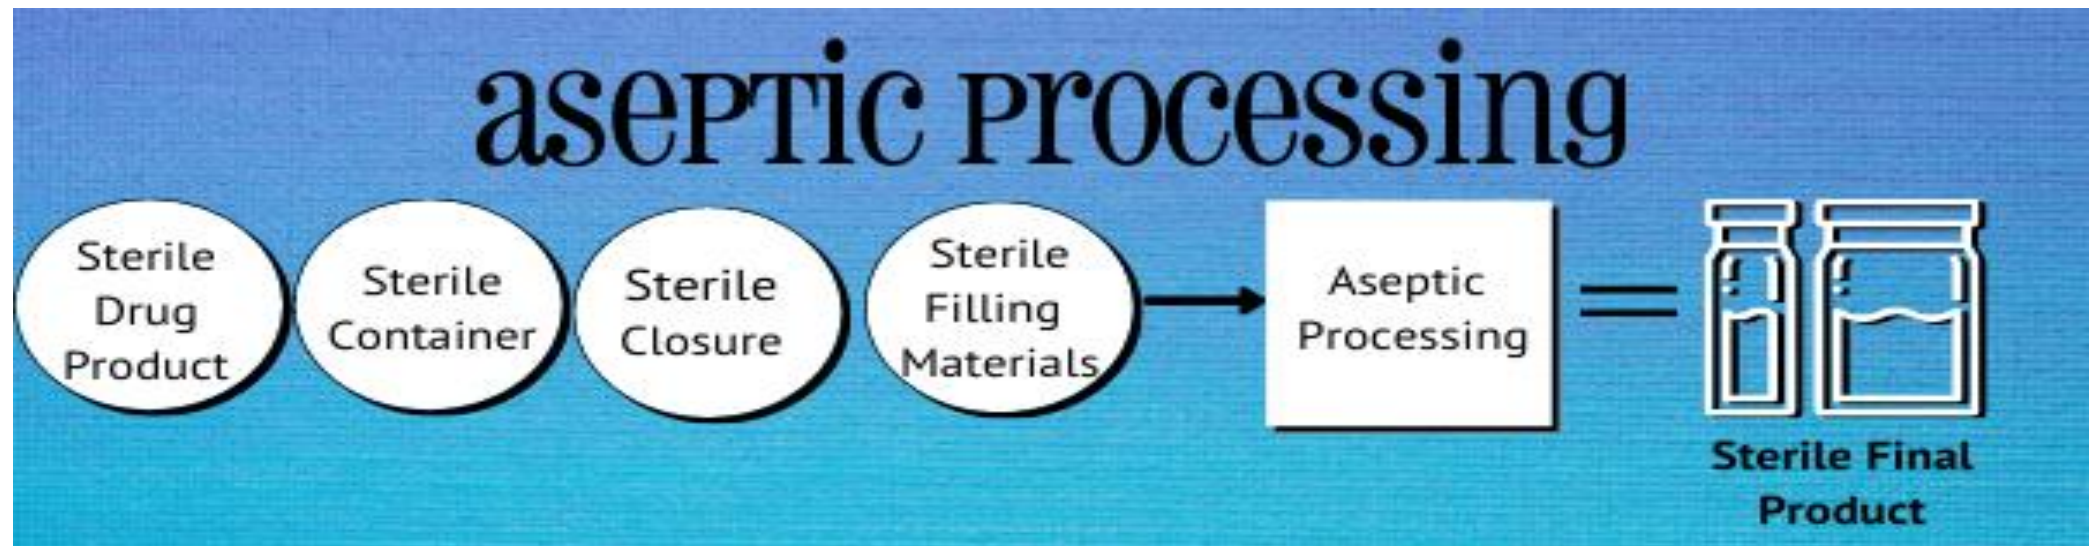 aseptic processing
Sterile
Drug
Product
Sterile
Container
Sterile
Closure
Sterile
Filling
Materials
Aseptic
Processing
Sterile Final
Product